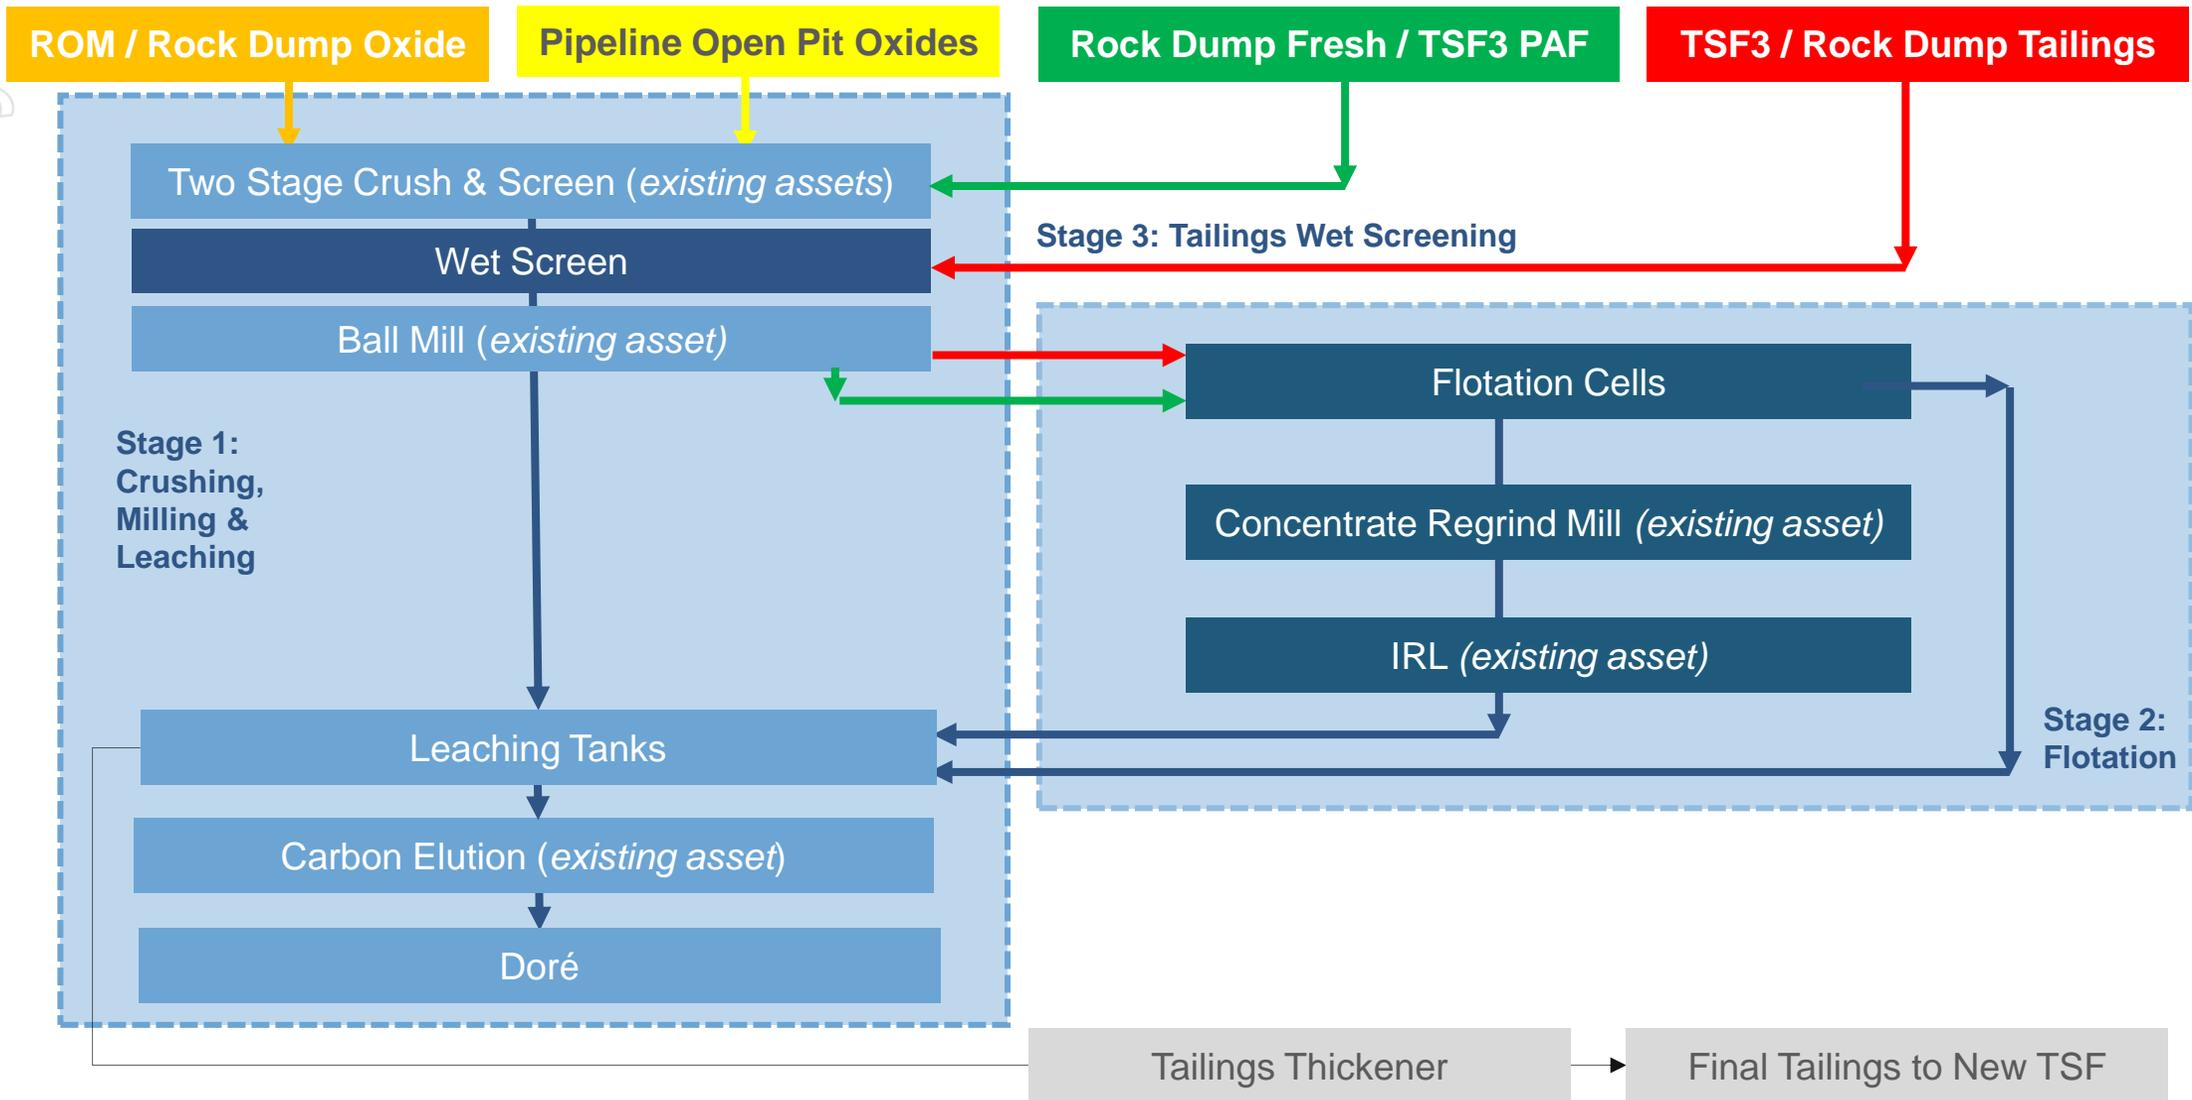 ROM / Rock Dump Oxide
Pipeline Open Pit Oxides
Rock Dump Fresh / TSF3 PAF
TSF3 / Rock Dump Tailings
Two Stage Crush & Screen (existing assets)
Stage 3: Tailings Wet Screening
Wet Screen
Ball Mill (existing asset)
Flotation Cells
Stage 1:
Crushing,
Milling &
Leaching
Concentrate Regrind Mill (existing asset)
IRL (existing asset)
Stage 2:
Flotation
Leaching Tanks
Carbon Elution (existing asset)
Doré
Tailings Thickener
Final Tailings to New TSF